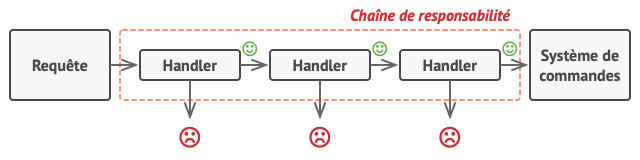 Chaîne de responsabilité
Requête
Handler
Handler
Handler
Système de
commandes